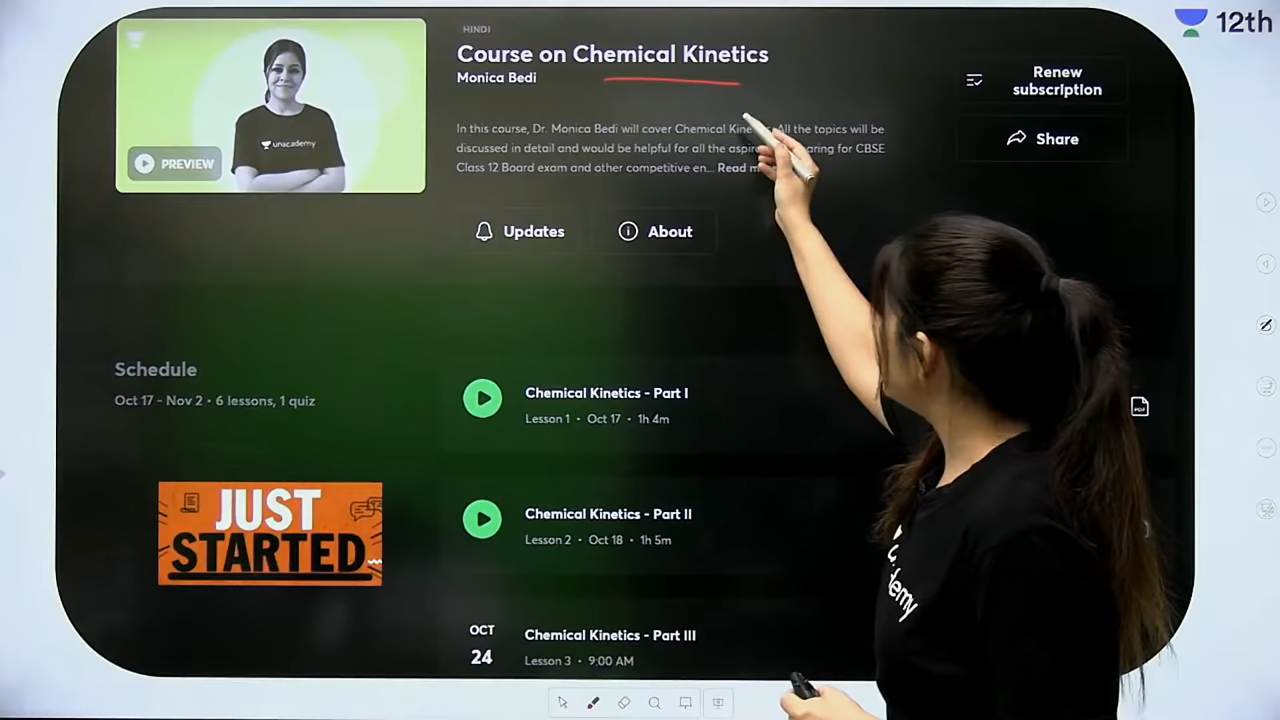 12th
HINDI
Course on Chemical Kinetics
Monica Bedi
PREVIEW
unacademy
Renew
subscription
Share
In this course, Dr. Monica Bedi will cover Chemical All the topics will be
discussed in detail and would be helpful for all the for CBSE
Class 12 Board exam and other competitive en... Read
Updates
About
Schedule
Oct 17 - Nov 2 • 6 lessons, 1 quiz
Chemical Kinetics - Part I
Lesson 1 • Oct 17 • 1h 4m
PDF
JUST
STARTED
Chemical Kinetics - Part II
Lesson 2 • Oct 18 • 1h 5m
OCT
24
Chemical Kinetics - Part III
Lesson 3 • 9:00 AM